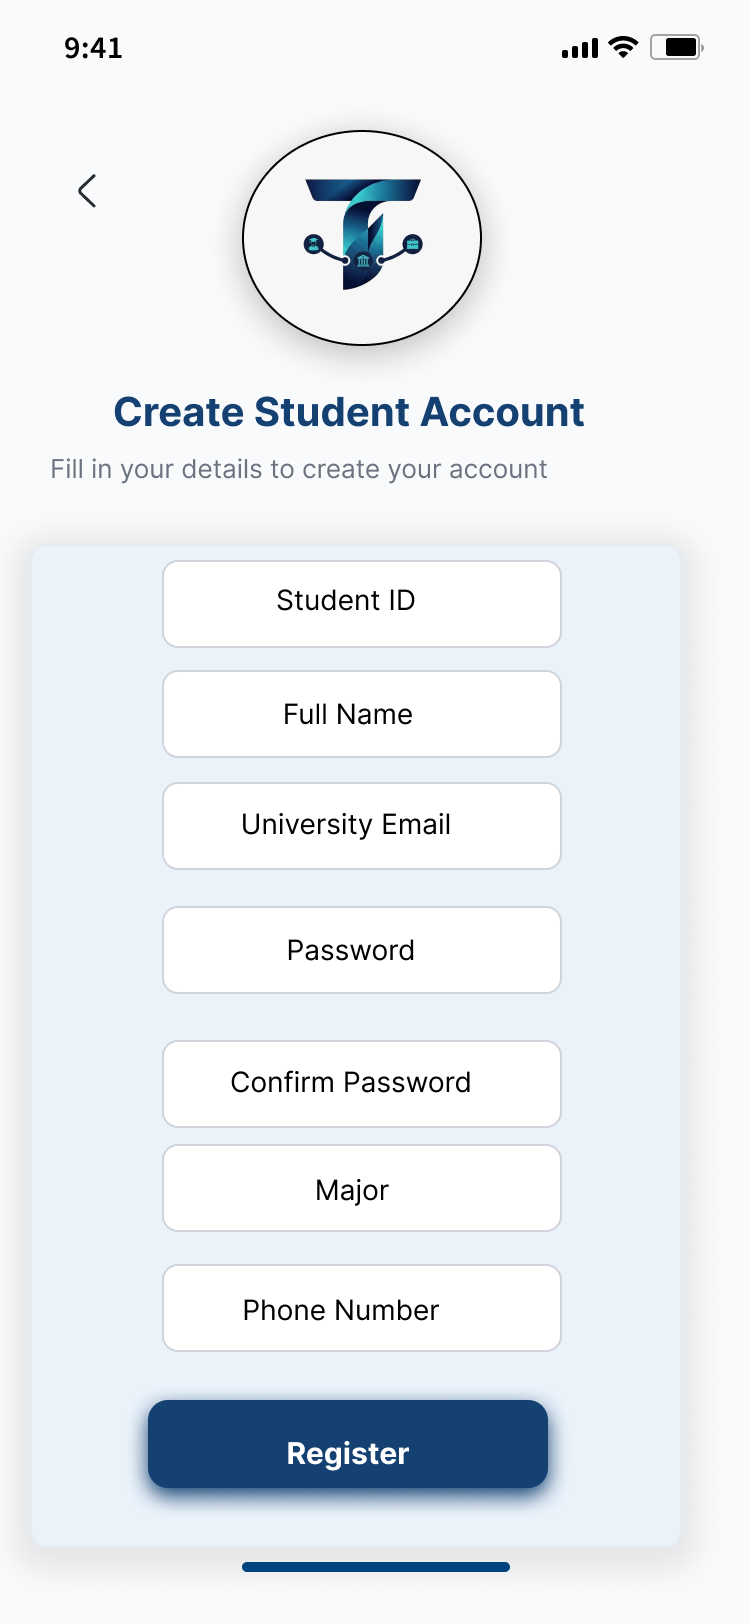 9:41
Create Student Account
Fill in your details to create your account
Student ID
Full Name
University Email
Password
Confirm Password
Major
Phone Number
Register